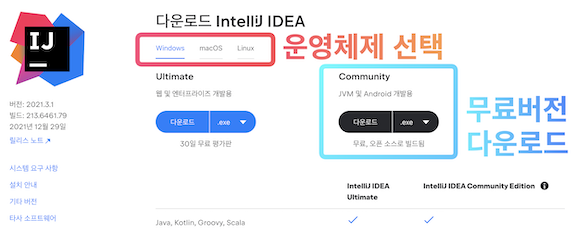 IJ
다운로드 IntelliJ IDEA
Windows macOS Linux
운영체제 선택
Ultimate
웹 및 엔터프라이즈 개발용
다운로드 .exe
30일 무료 평가판
Community
JVM 및 Android 개발용
다운로드 .exe
무료, 오픈 소스로 빌드됨
무료버전
다운로드
버전: 2021.3.1
빌드: 213.6461.79
2021년 12월 29일
릴리스 노트 ↗
시스템 요구 사항
설치 안내
기타 버전
타사 소프트웨어
IntelliJ IDEA
Ultimate
IntelliJ IDEA Community Edition
Java, Kotlin, Groovy, Scala